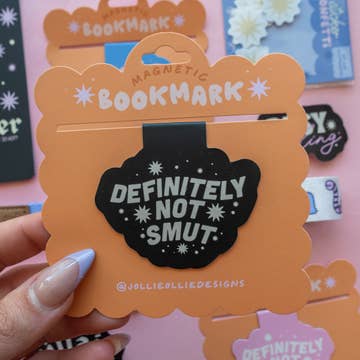 MAGNETIC
BOOKMARK
DEFINITELY
NOT
SMUT
@JOLLIEOLLIEDESIGNS
BOOKMARK
DEFINITELY